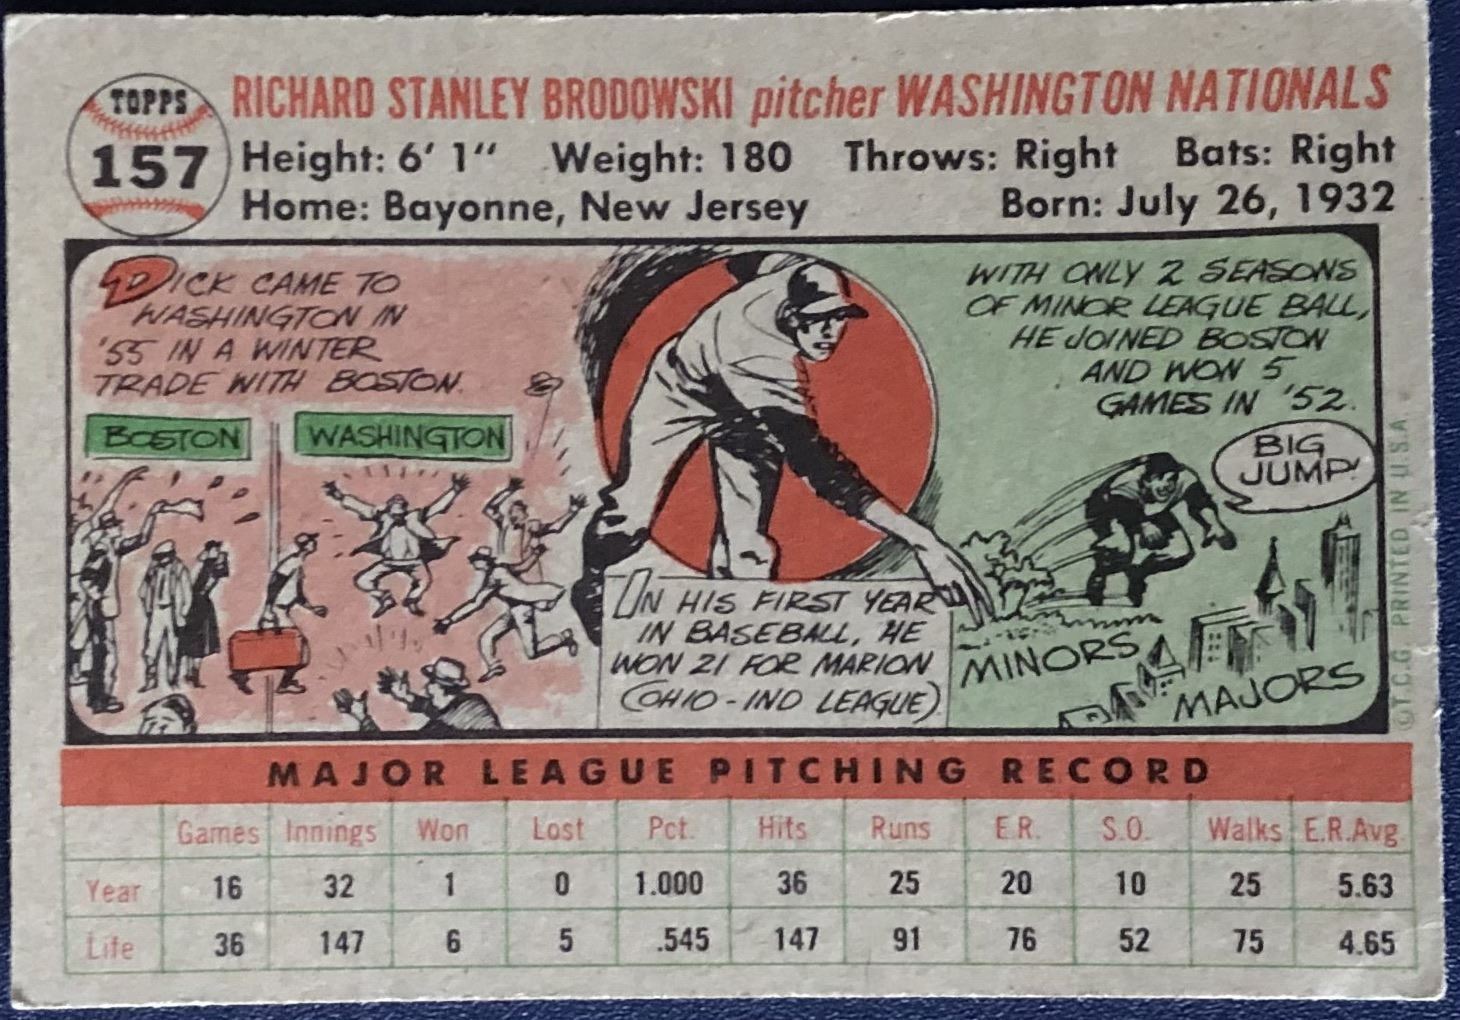 TOPPS
157
RICHARD STANLEY BRODOWSKI pitcher WASHINGTON NATIONALS
Height: 6' 1" Weight: 180 Throws: Right Bats: Right
Home: Bayonne, New Jersey Born: July 26, 1932
DICK CAME TO
WASHINGTON IN
'55 IN A WINTER
TRADE WITH BOSTON.
BOSTON
WASHINGTON
IN HIS FIRST YEAR
IN BASEBALL, HE
WON 21 FOR MARION
(OHIO-IND LEAGUE)
WITH ONLY 2 SEASONS
OF MINOR LEAGUE BALL,
HE JOINED BOSTON
AND WON 5
GAMES IN '52.
BIG
JUMP!
MINORS
MAJORS
©T.C.G. PRINTED IN U.S.A.
MAJOR LEAGUE PITCHING RECORD
Games Innings Won Lost Pct. Hits Runs E.R. S.O. Walks E.R.Avg.
Year 16 32 1 0 1.000 36 25 20 10 25 5.63
Life 36 147 6 5 .545 147 91 76 52 75 4.65